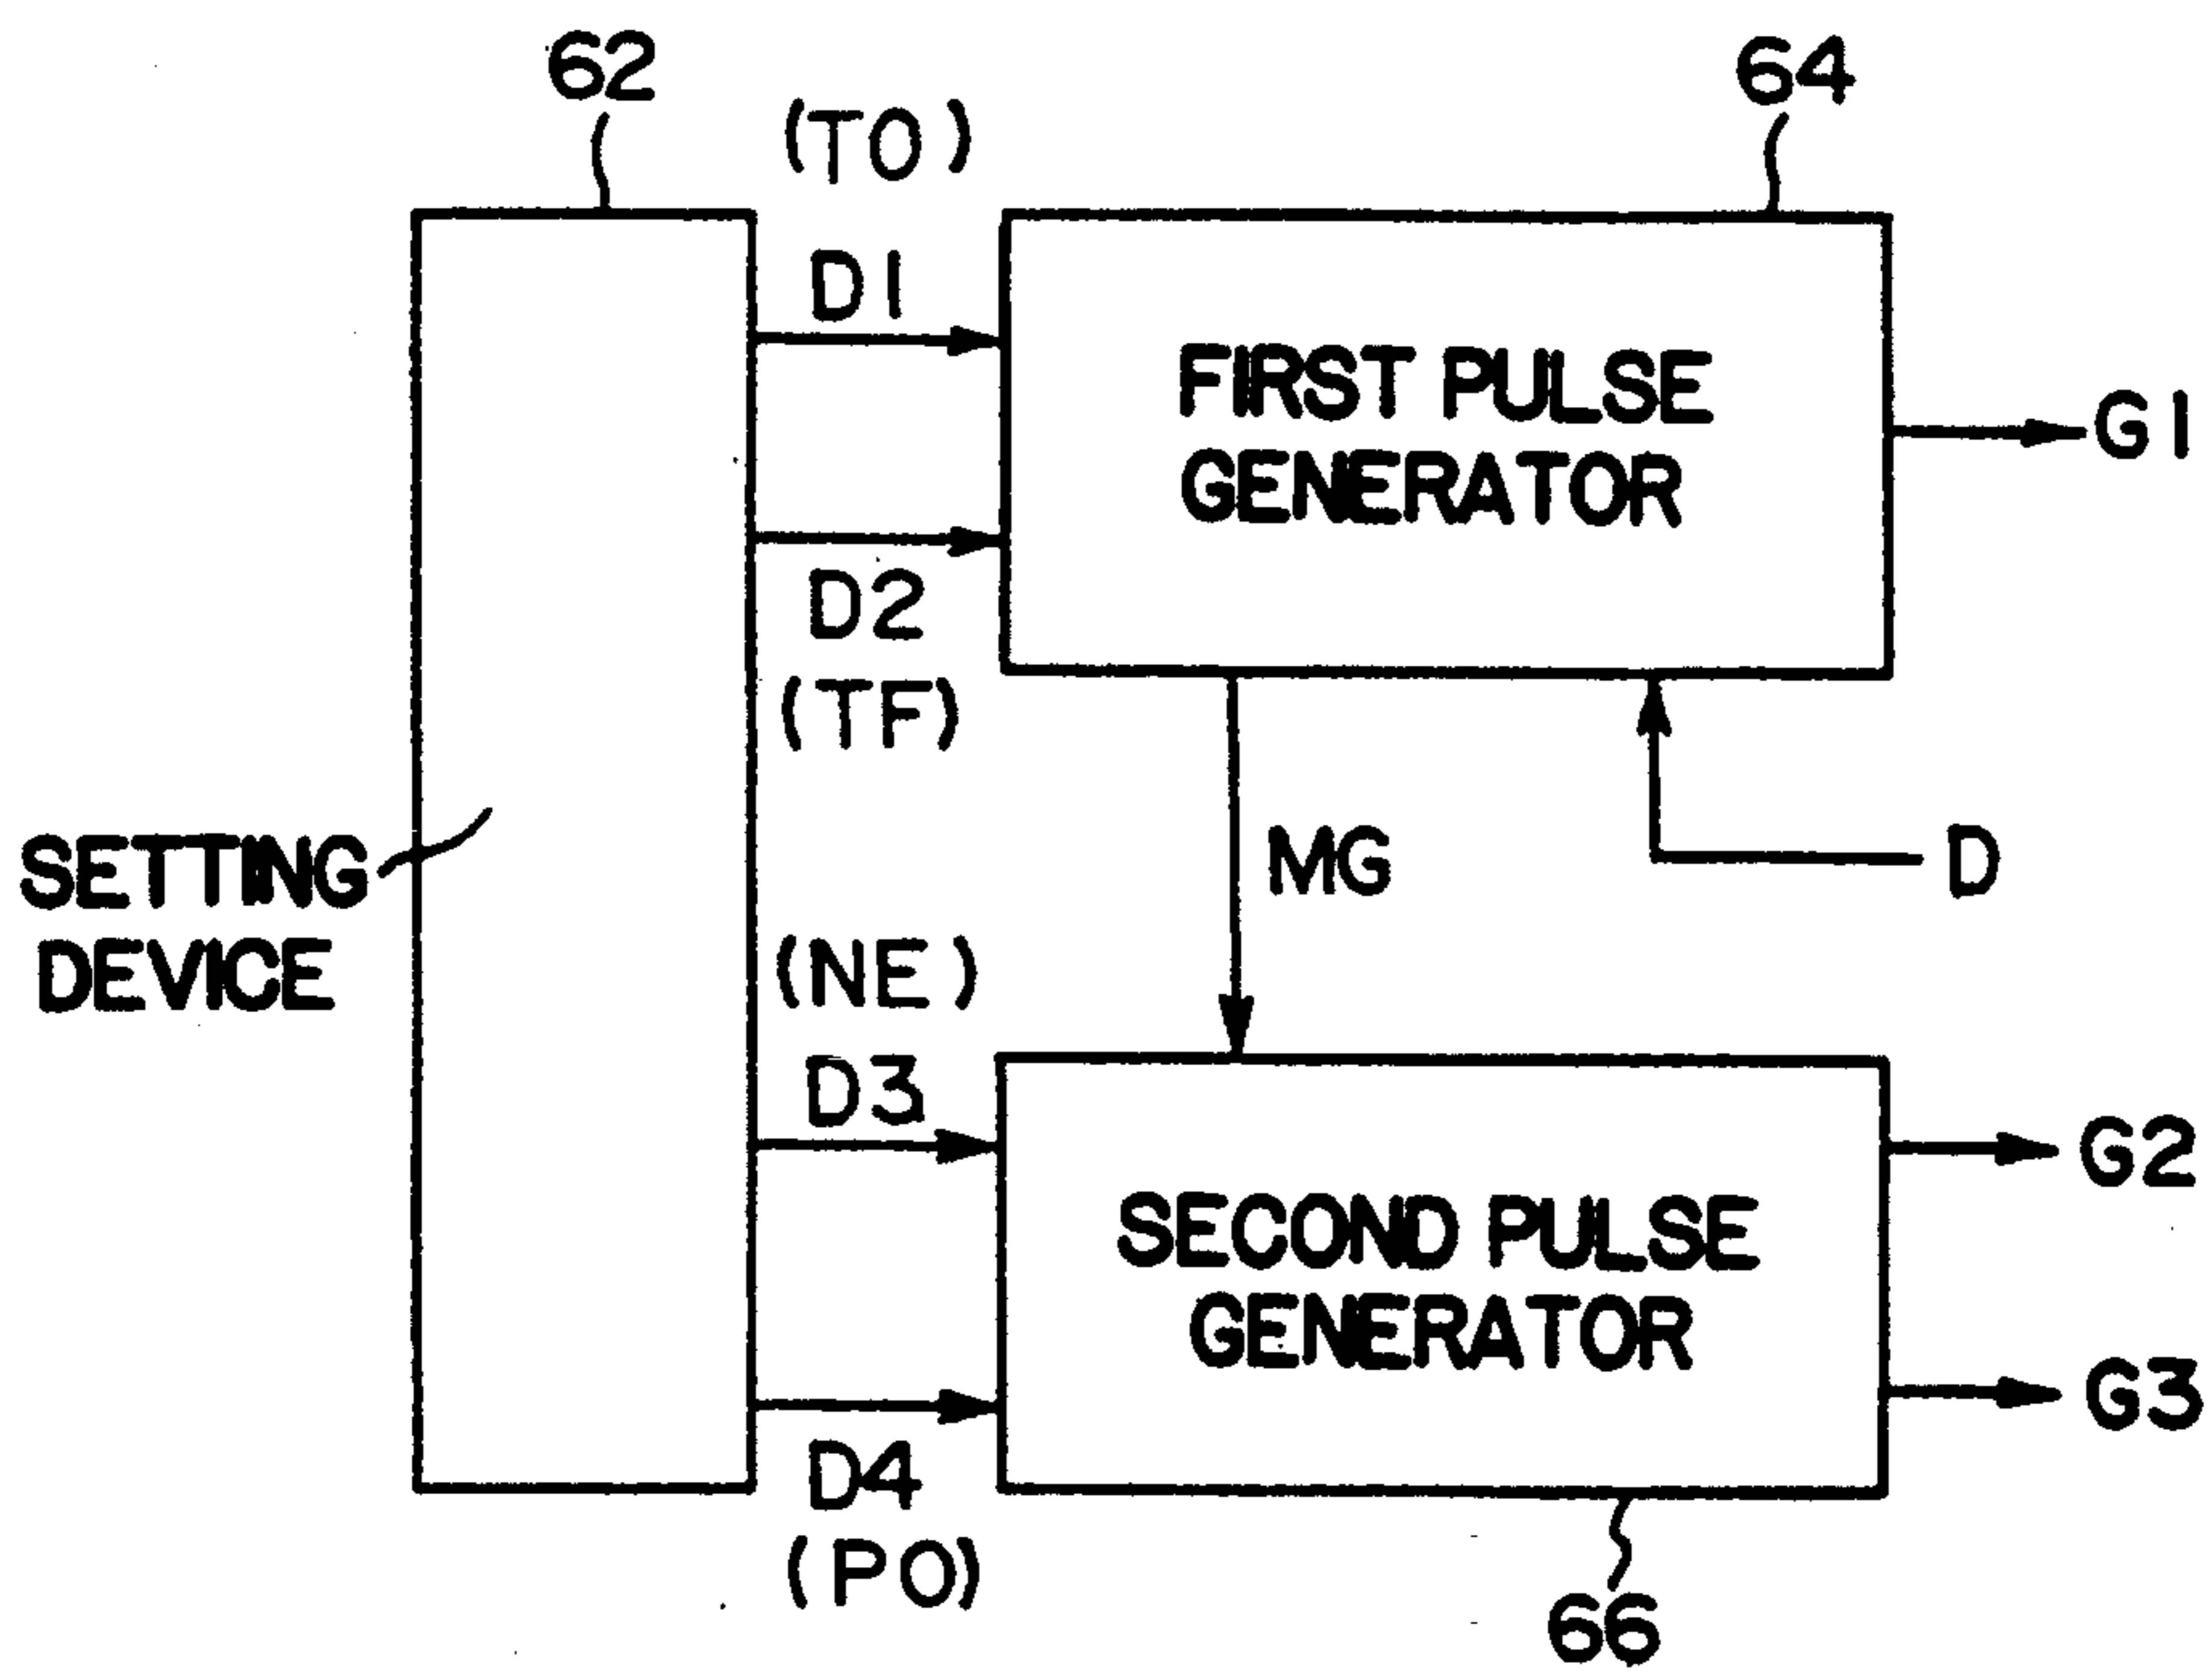 62
(TO)
64
D1
FIRST PULSE
GENERATOR
G1
D2
(TF)
SETTING
DEVICE
MG
D
(NE)
D3
SECOND PULSE
GENERATOR
G2
G3
D4
(PO)
66